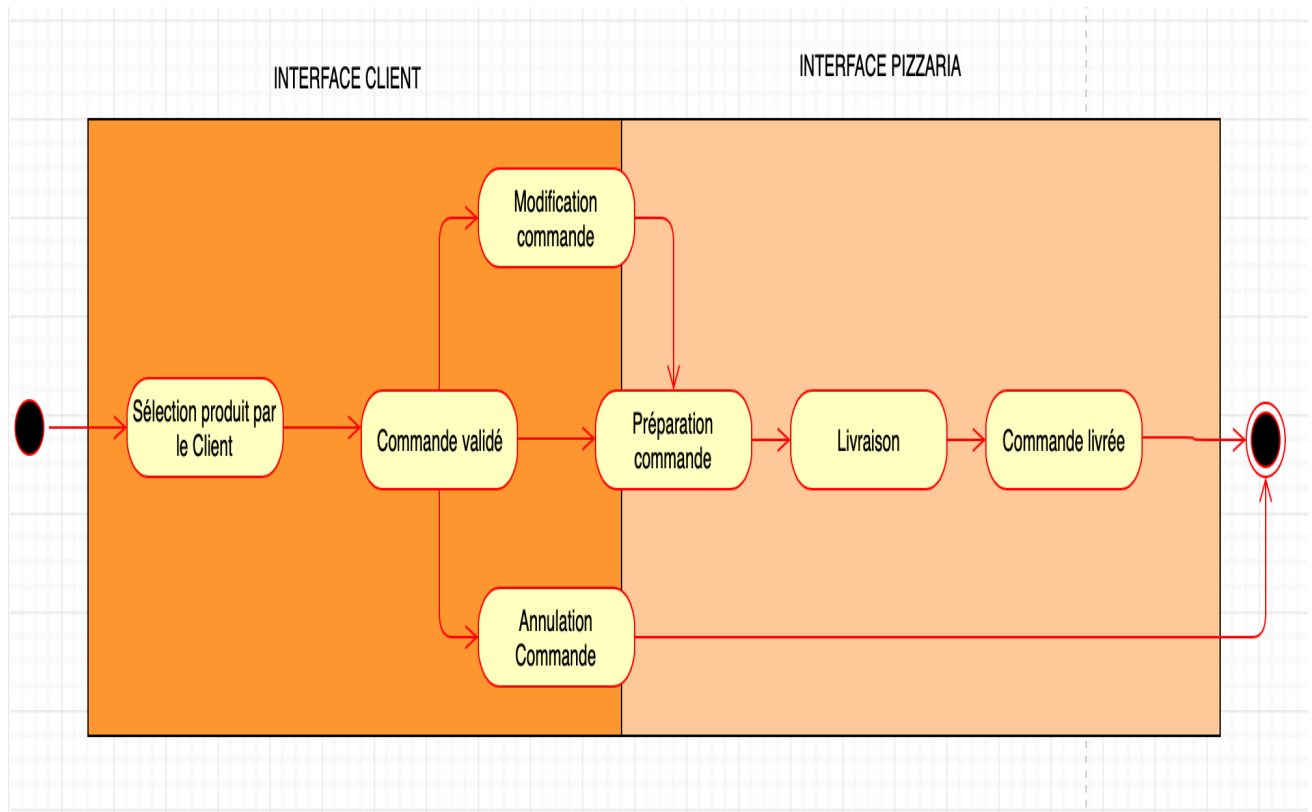 INTERFACE CLIENT
INTERFACE PIZZARIA
Modification
commande
Sélection produit par
le Client
Commande validé
Préparation
commande
Livraison
Commande livrée
Annulation
Commande